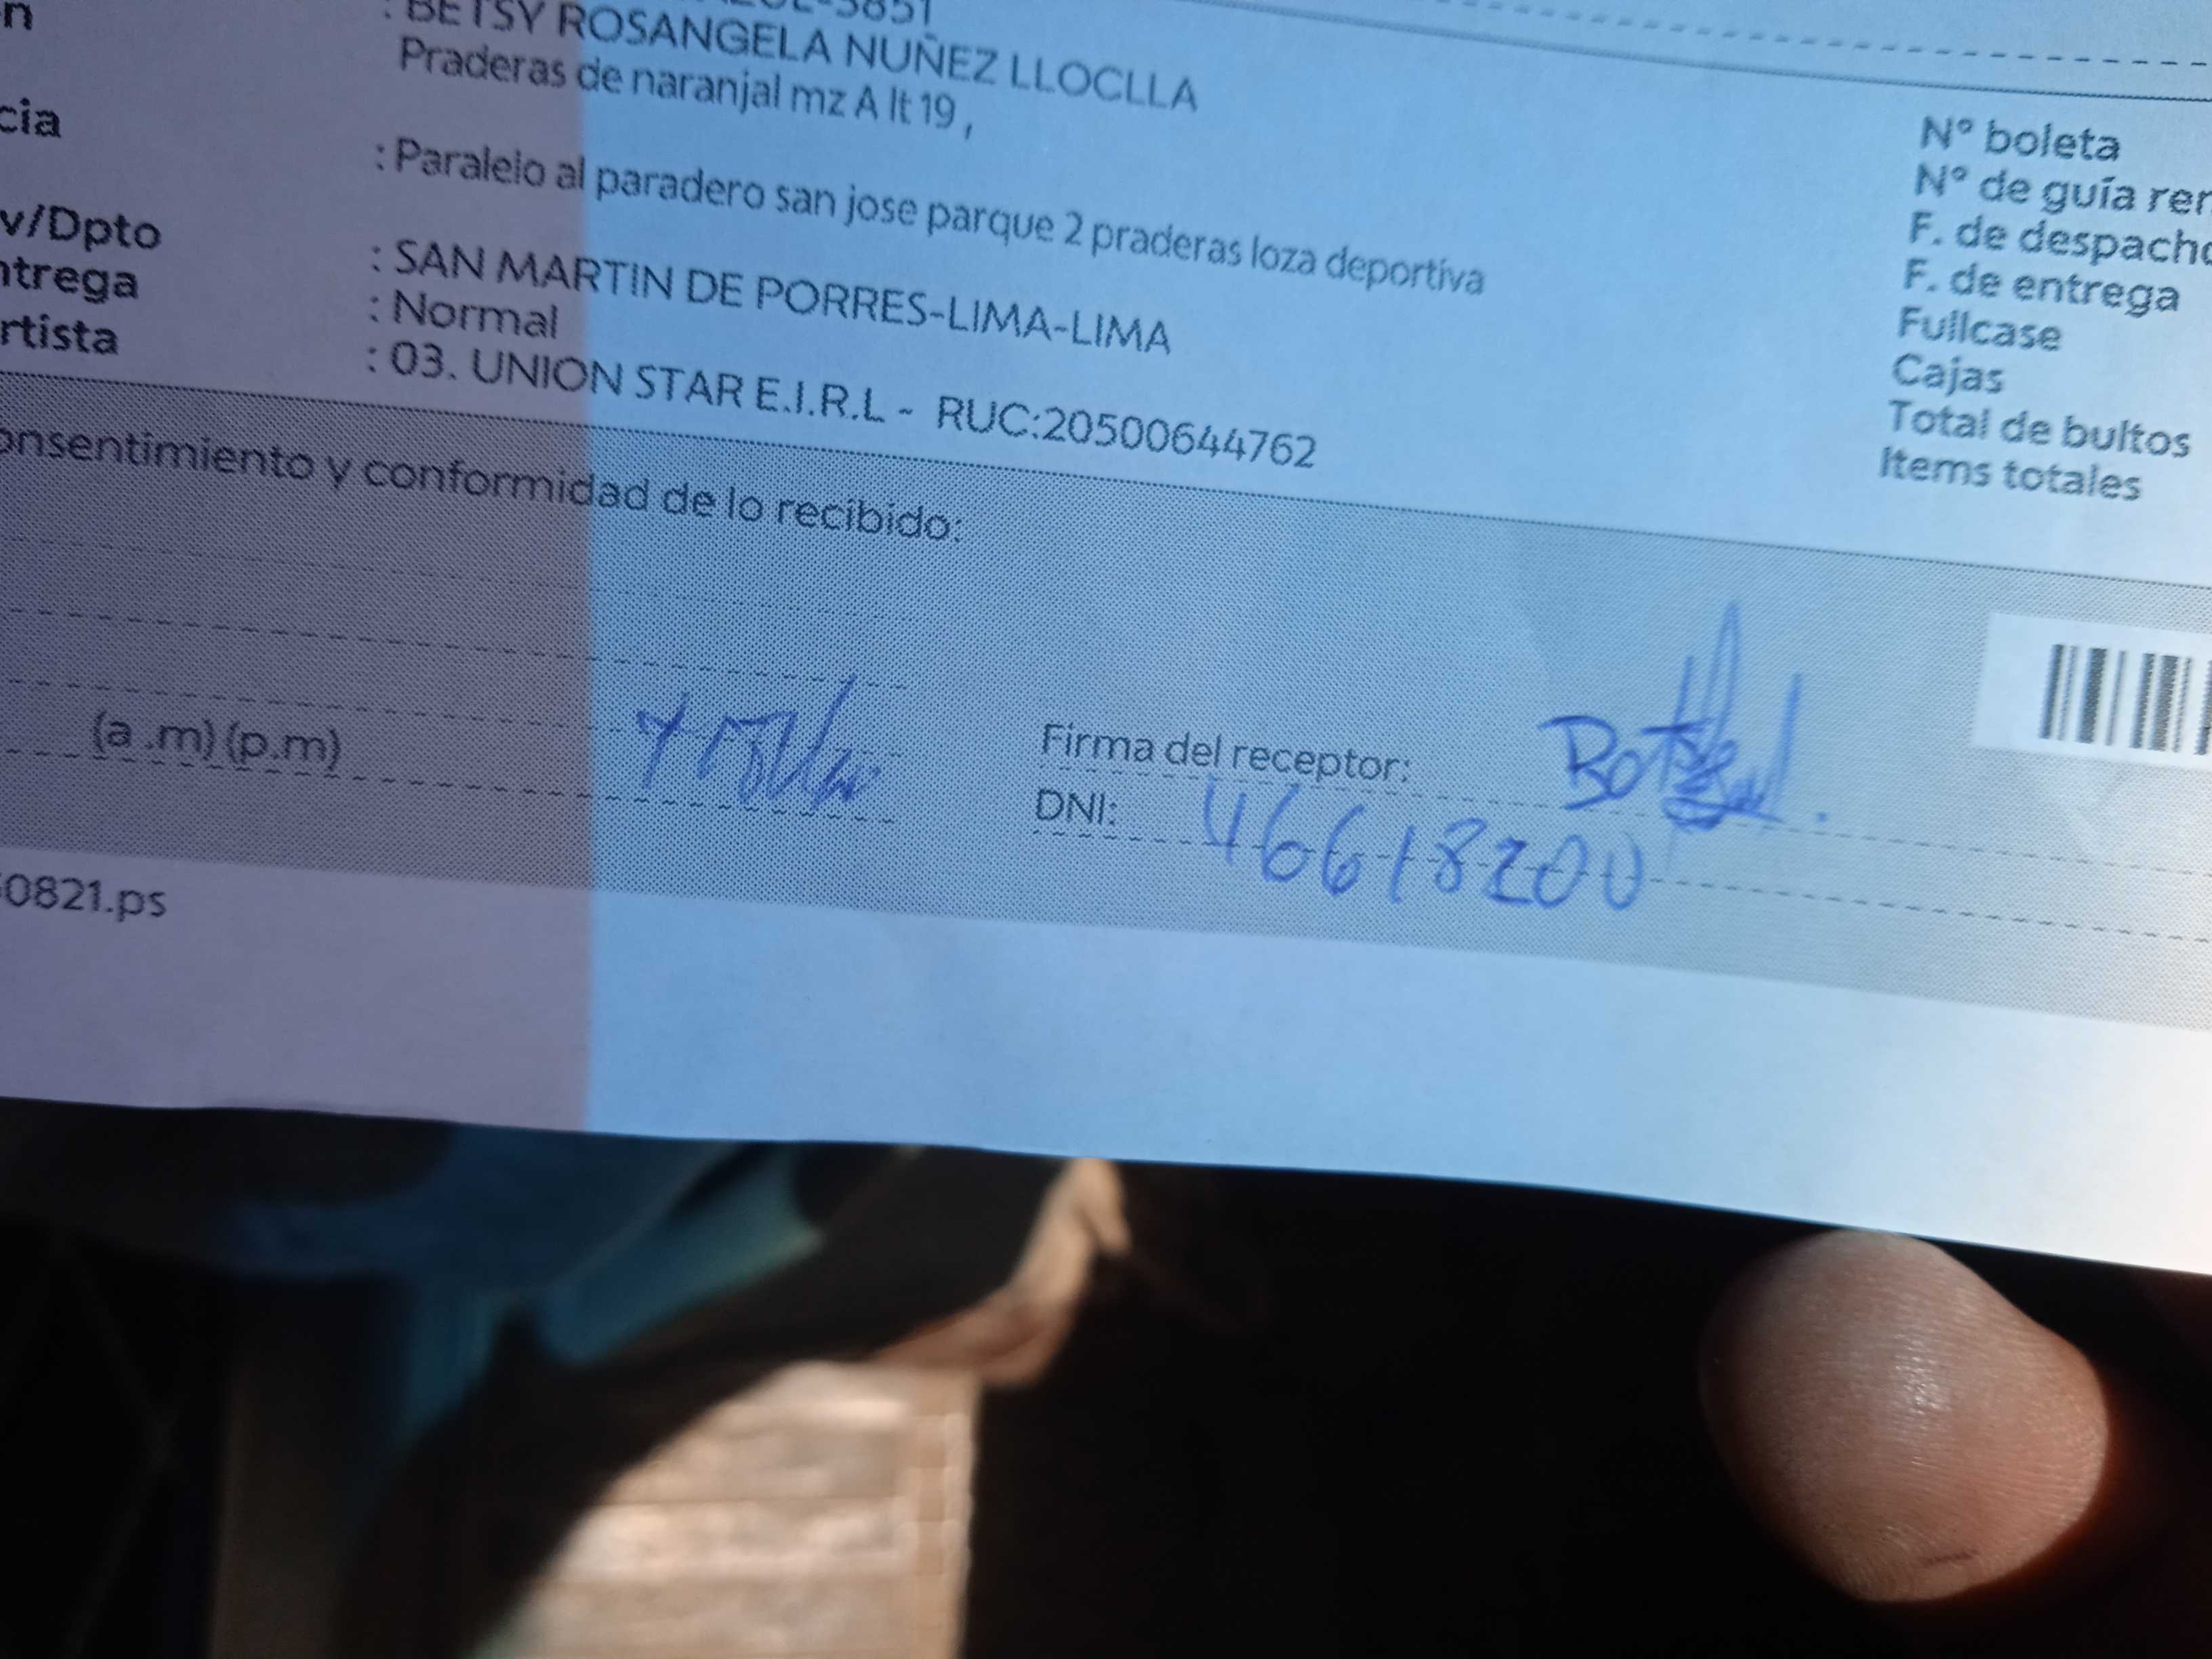 BETSY ROSANGELA NUÑEZ LLOCLLA
Praderas de naranjal mz A lt 19 ,
cia : Paralelo al paradero san jose parque 2 praderas loza deportiva
v/Dpto : SAN MARTIN DE PORRES-LIMA-LIMA
ntrega : Normal
rtista : 03. UNION STAR E.I.R.L - RUC:20500644762
N° boleta
N° de guía rer
F. de despacho
F. de entrega
Fullcase
Cajas
Total de bultos
Items totales
onsentimiento y conformidad de lo recibido:
(a .m) (p.m)
Firma del receptor:
DNI: 46618200
0821.ps